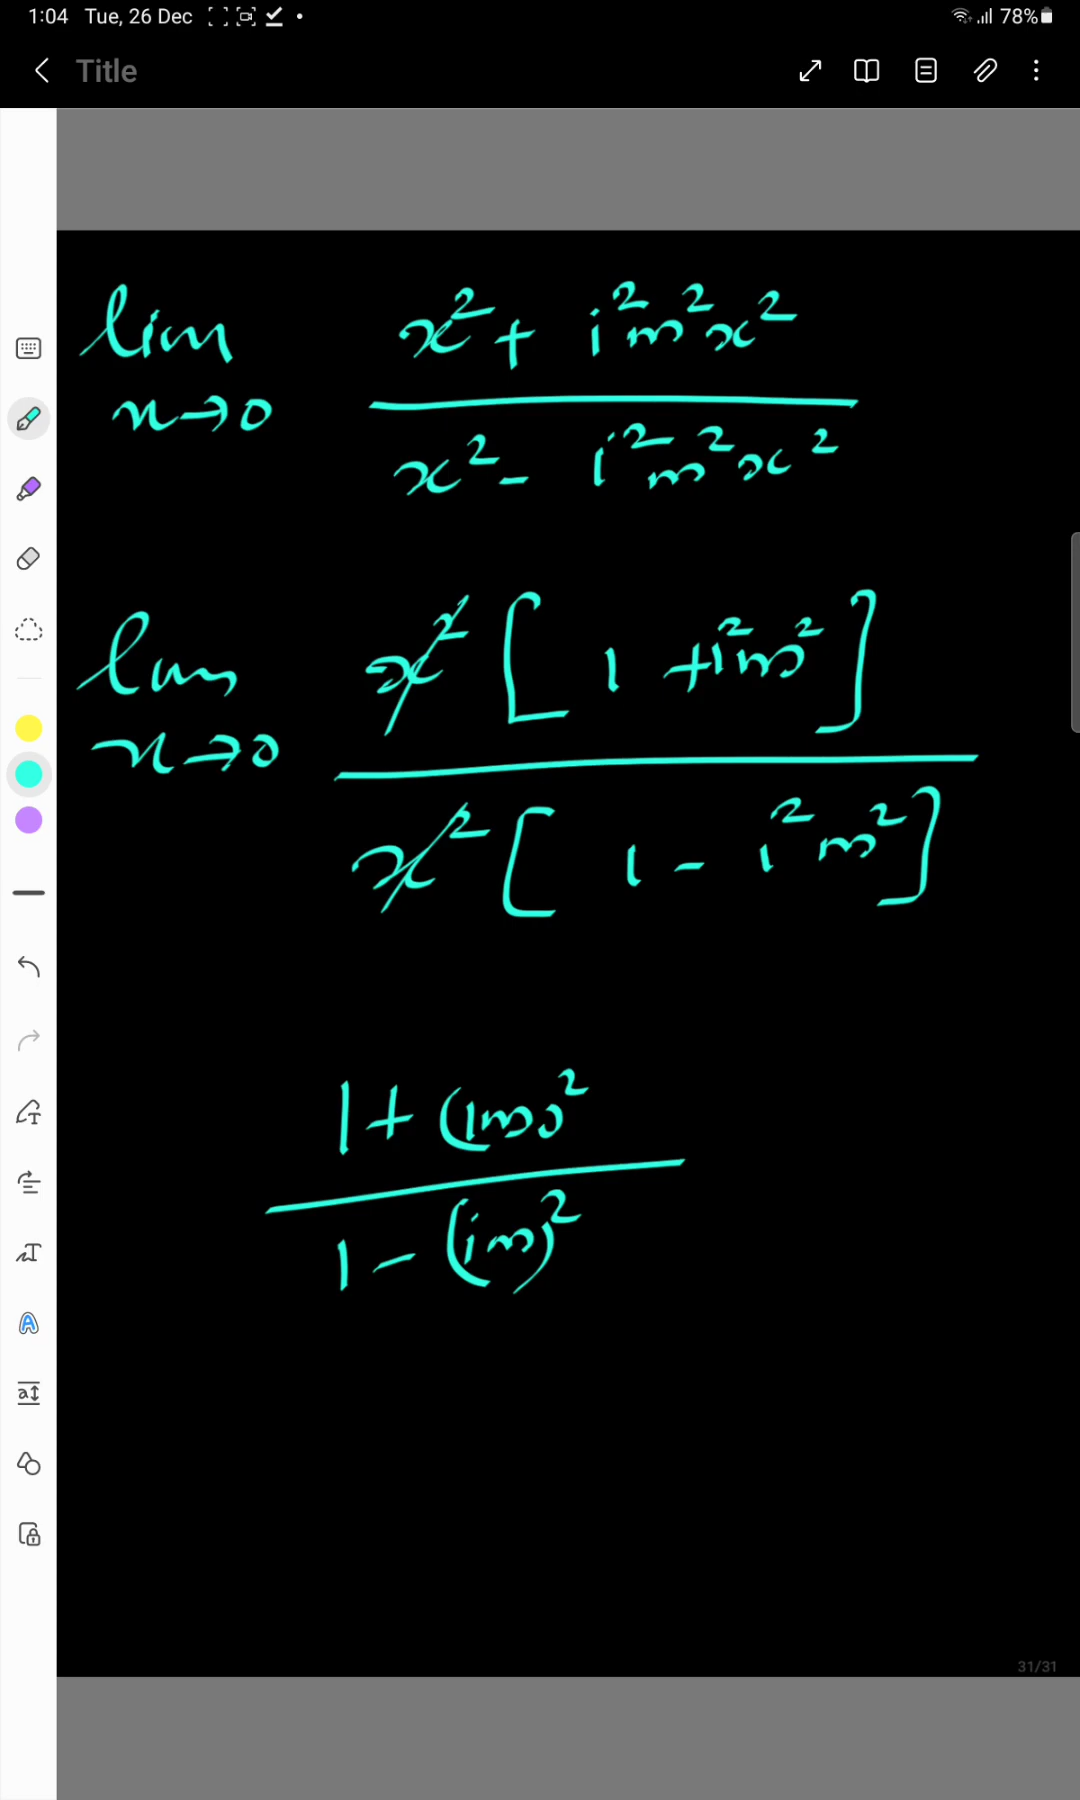 1:04 Tue, 26 Dec 78%
Title
lim x²+ i²m²x²
x→0 x²- i²m²x²
lim x² [ 1 +i²m² ]
x→0 x² [ 1 - i²m² ]
1+ (im)²
1-(im)²
31/31